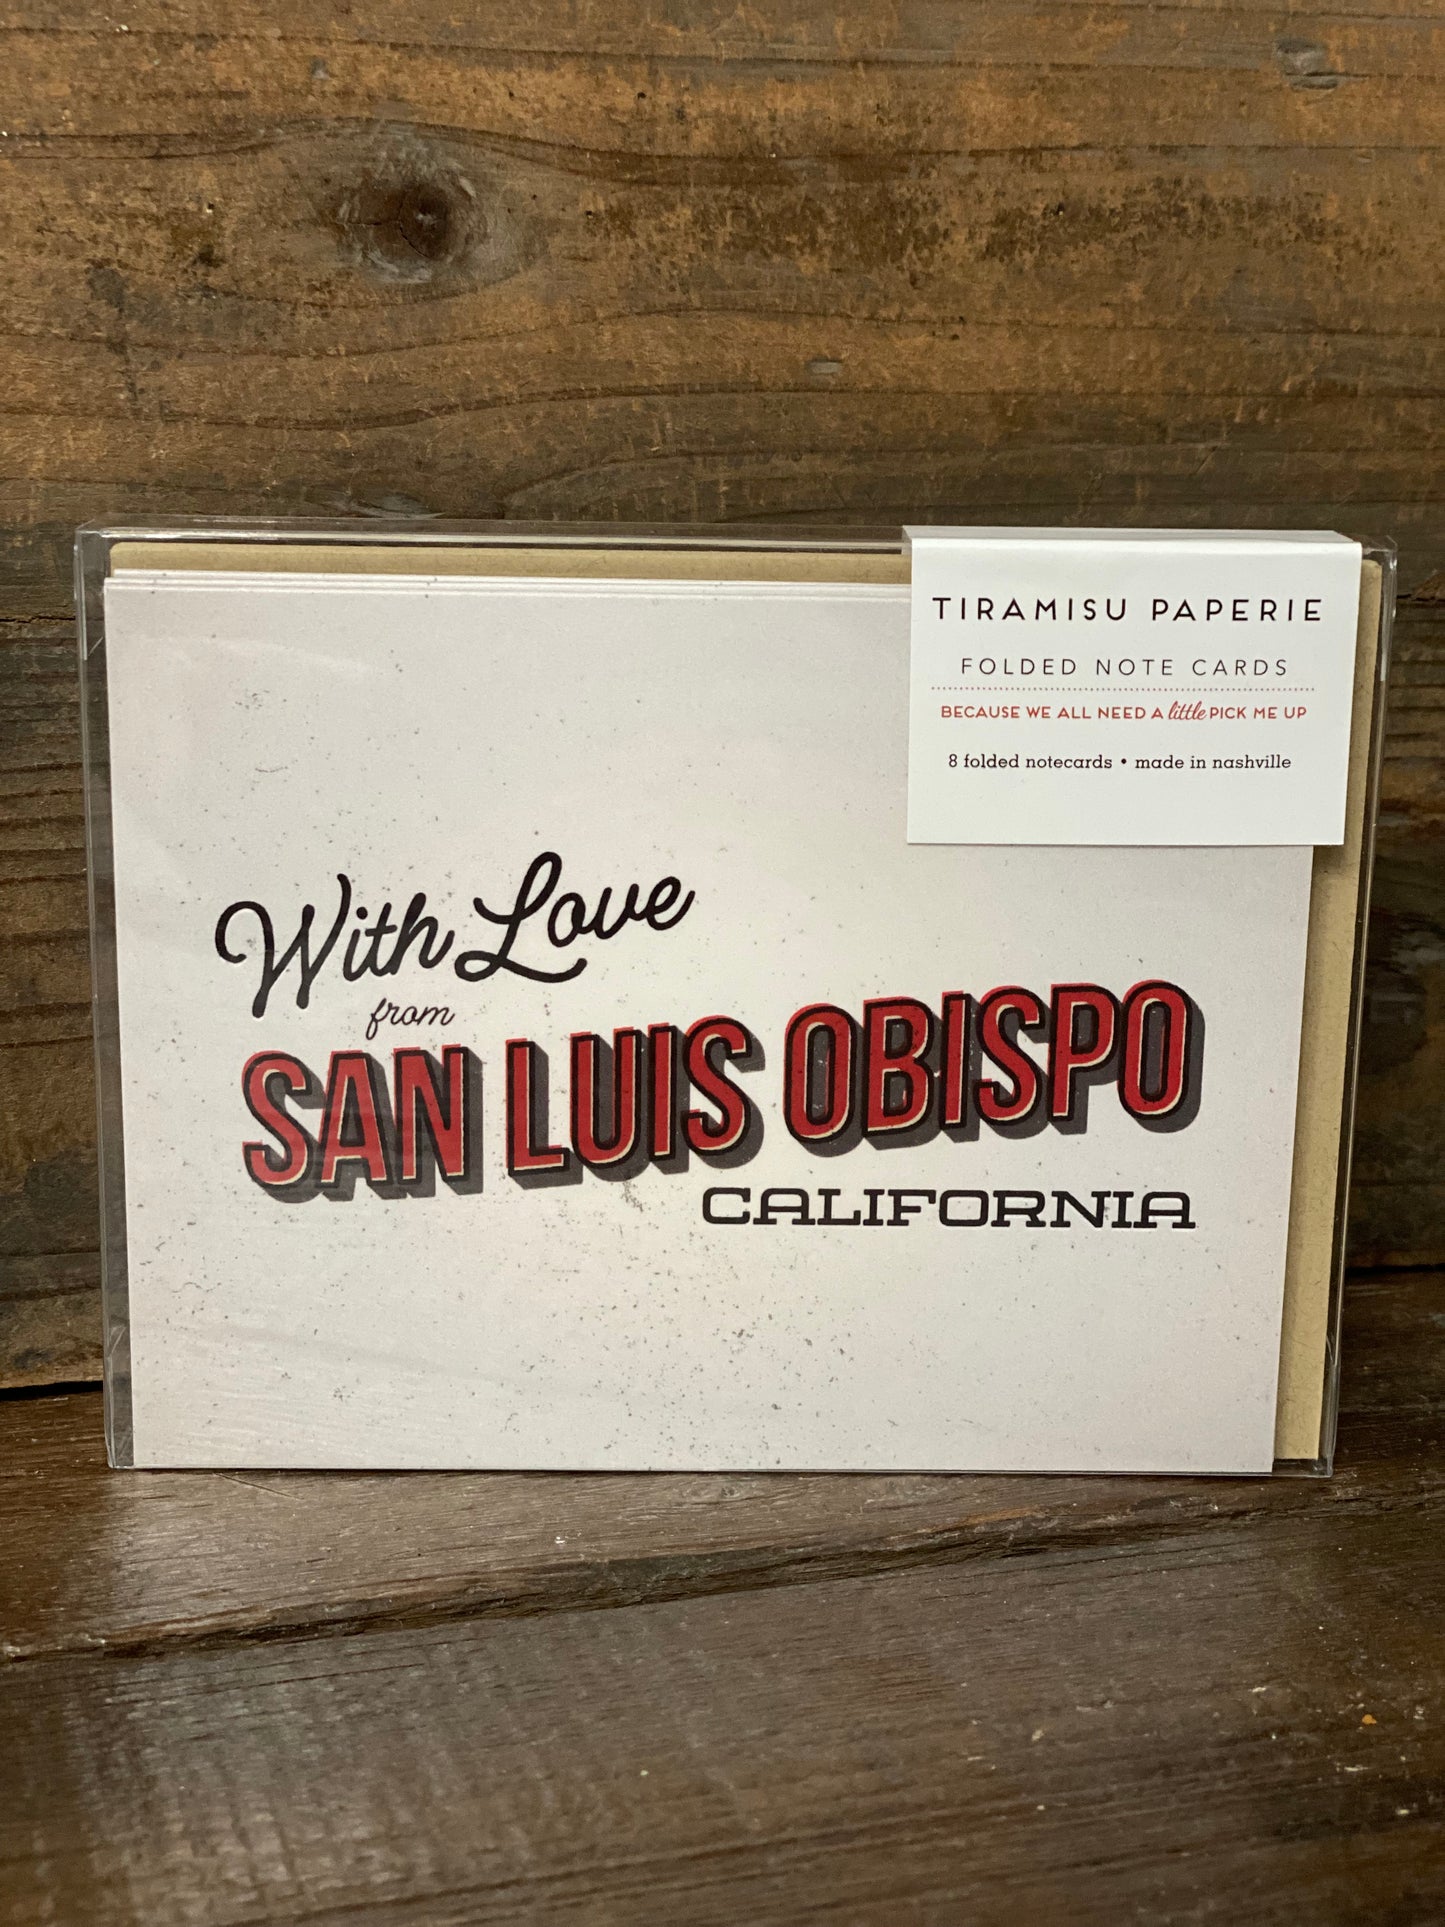 TIRAMISU PAPERIE
FOLDED NOTE CARDS
BECAUSE WE ALL NEED A little PICK ME UP
8 folded notecards • made in nashville
With Love
from
SAN LUIS OBISPO
CALIFORNIA